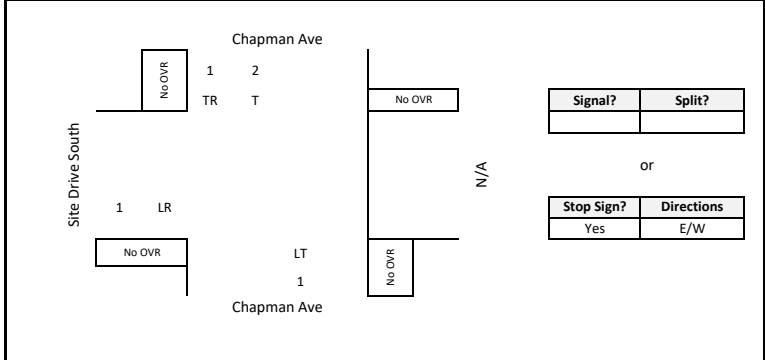 Chapman Ave
No OVR
1 2
TR T
No OVR
Signal? Split?
Site Drive South
N/A
or
1 LR
Stop Sign? Directions
Yes E/W
No OVR
LT
No OVR
1
Chapman Ave